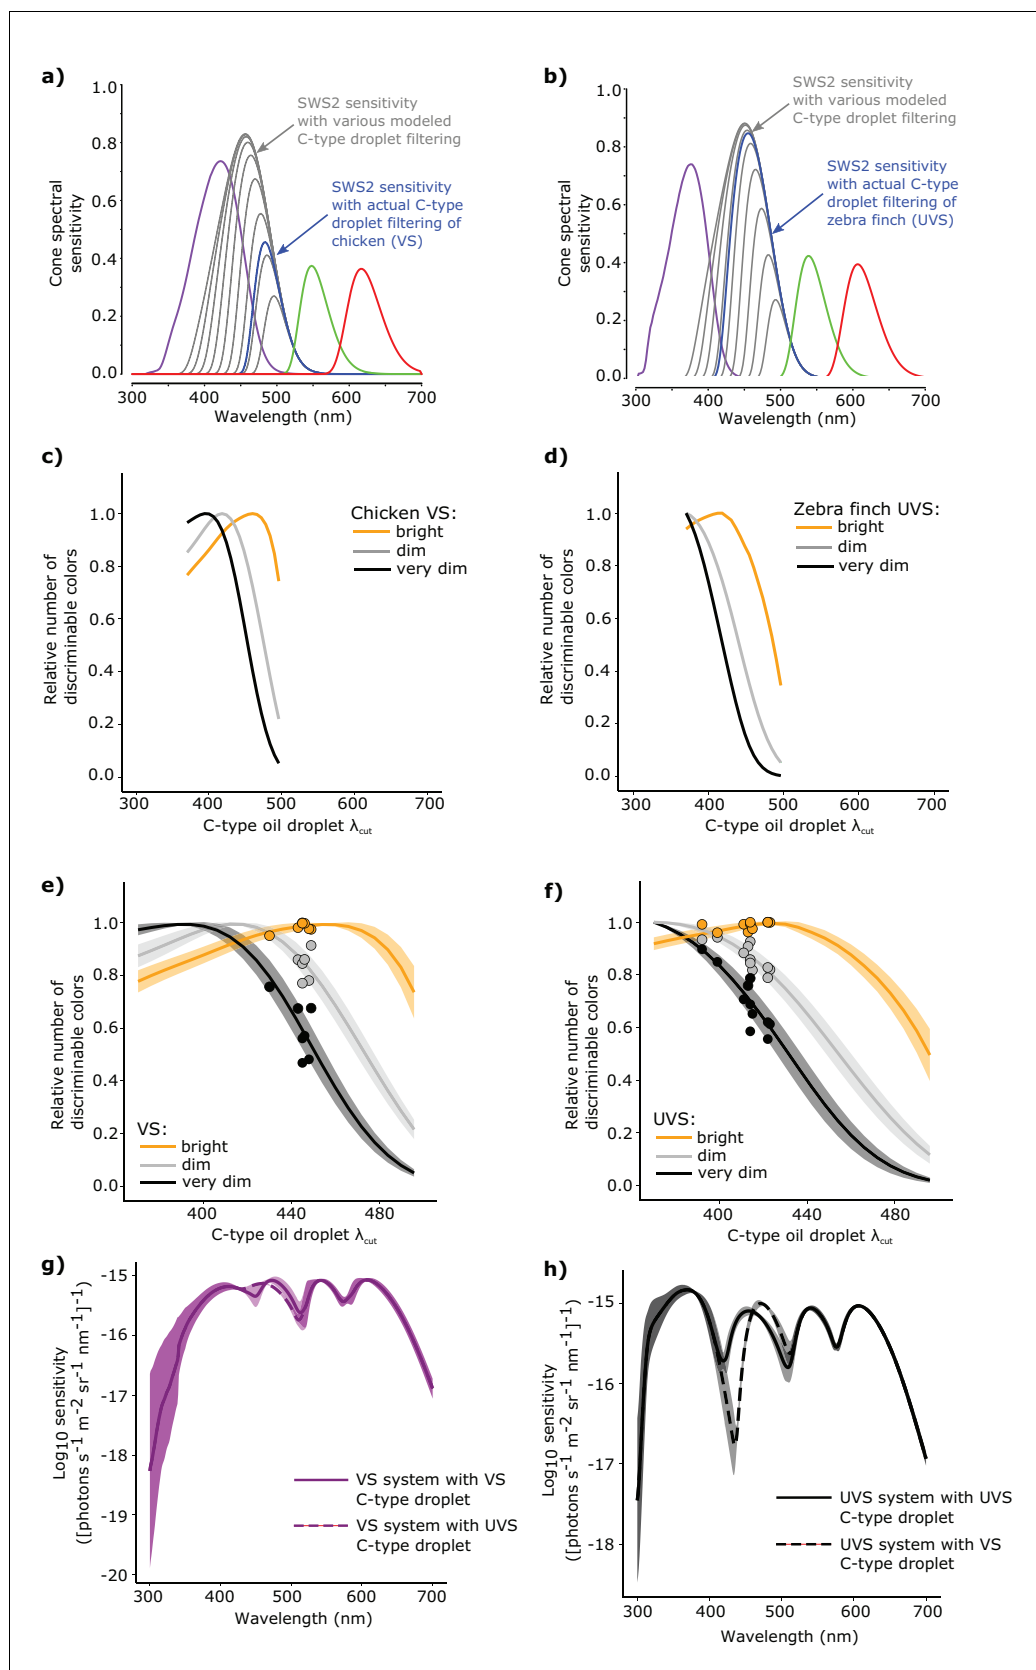 a)
SWS2 sensitivity
with various modeled
C-type droplet filtering
SWS2 sensitivity
with actual C-type
droplet filtering of
chicken (VS)
Cone spectral
sensitivity
1.0
0.8
0.6
0.4
0.2
0.0
300
400
500
600
700
Wavelength (nm)
b)
SWS2 sensitivity
with various modeled
C-type droplet filtering
SWS2 sensitivity
with actual C-type
droplet filtering of
zebra finch (UVS)
Cone spectral
sensitivity
1.0
0.8
0.6
0.4
0.2
0.0
300
400
500
600
700
Wavelength (nm)
c)
Chicken VS:
bright
dim
very dim
Relative number of
discriminable colors
1.0
0.8
0.6
0.4
0.2
0.0
300
400
500
600
700
C-type oil droplet λcut
d)
Zebra finch UVS:
bright
dim
very dim
Relative number of
discriminable colors
1.0
0.8
0.6
0.4
0.2
0.0
300
400
500
600
700
C-type oil droplet λcut
e)
Relative number of
discriminable colors
1.0
0.8
0.6
0.4
0.2
0.0
VS:
bright
dim
very dim
400
440
480
C-type oil droplet λcut
f)
Relative number of
discriminable colors
1.0
0.8
0.6
0.4
0.2
0.0
UVS:
bright
dim
very dim
400
440
480
C-type oil droplet λcut
g)
Log10 sensitivity
([photons s-1 m-2 sr-1 nm-1]-1)
-15
-16
-17
-18
-19
-20
VS system with VS
C-type droplet
VS system with UVS
C-type droplet
300
400
500
600
700
Wavelength (nm)
h)
Log10 sensitivity
([photons s-1 m-2 sr-1 nm-1]-1)
-15
-16
-17
-18
UVS system with UVS
C-type droplet
UVS system with VS
C-type droplet
300
400
500
600
700
Wavelength (nm)